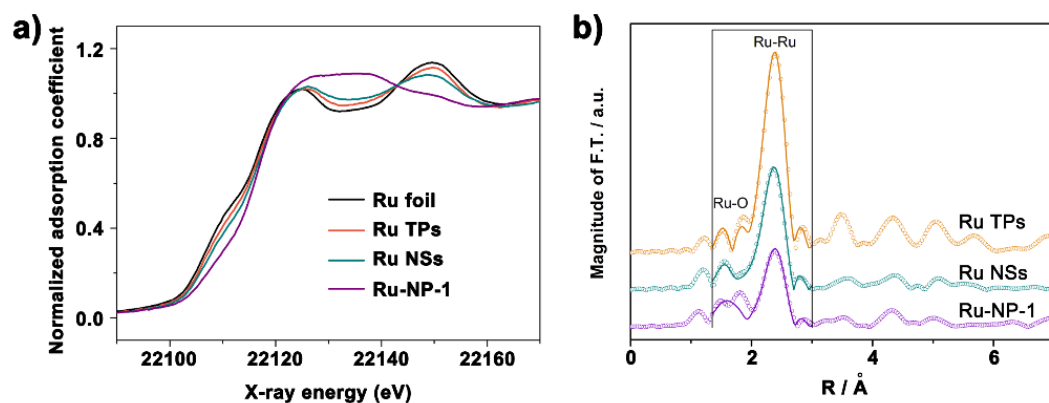 a)
Normalized adsorption coefficient
1.2
0.8
0.4
0.0
Ru foil
Ru TPs
Ru NSs
Ru-NP-1
22100
22120
22140
22160
X-ray energy (eV)
b)
Magnitude of F.T. / a.u.
Ru-Ru
Ru-O
Ru TPs
Ru NSs
Ru-NP-1
0
2
4
6
R / Å